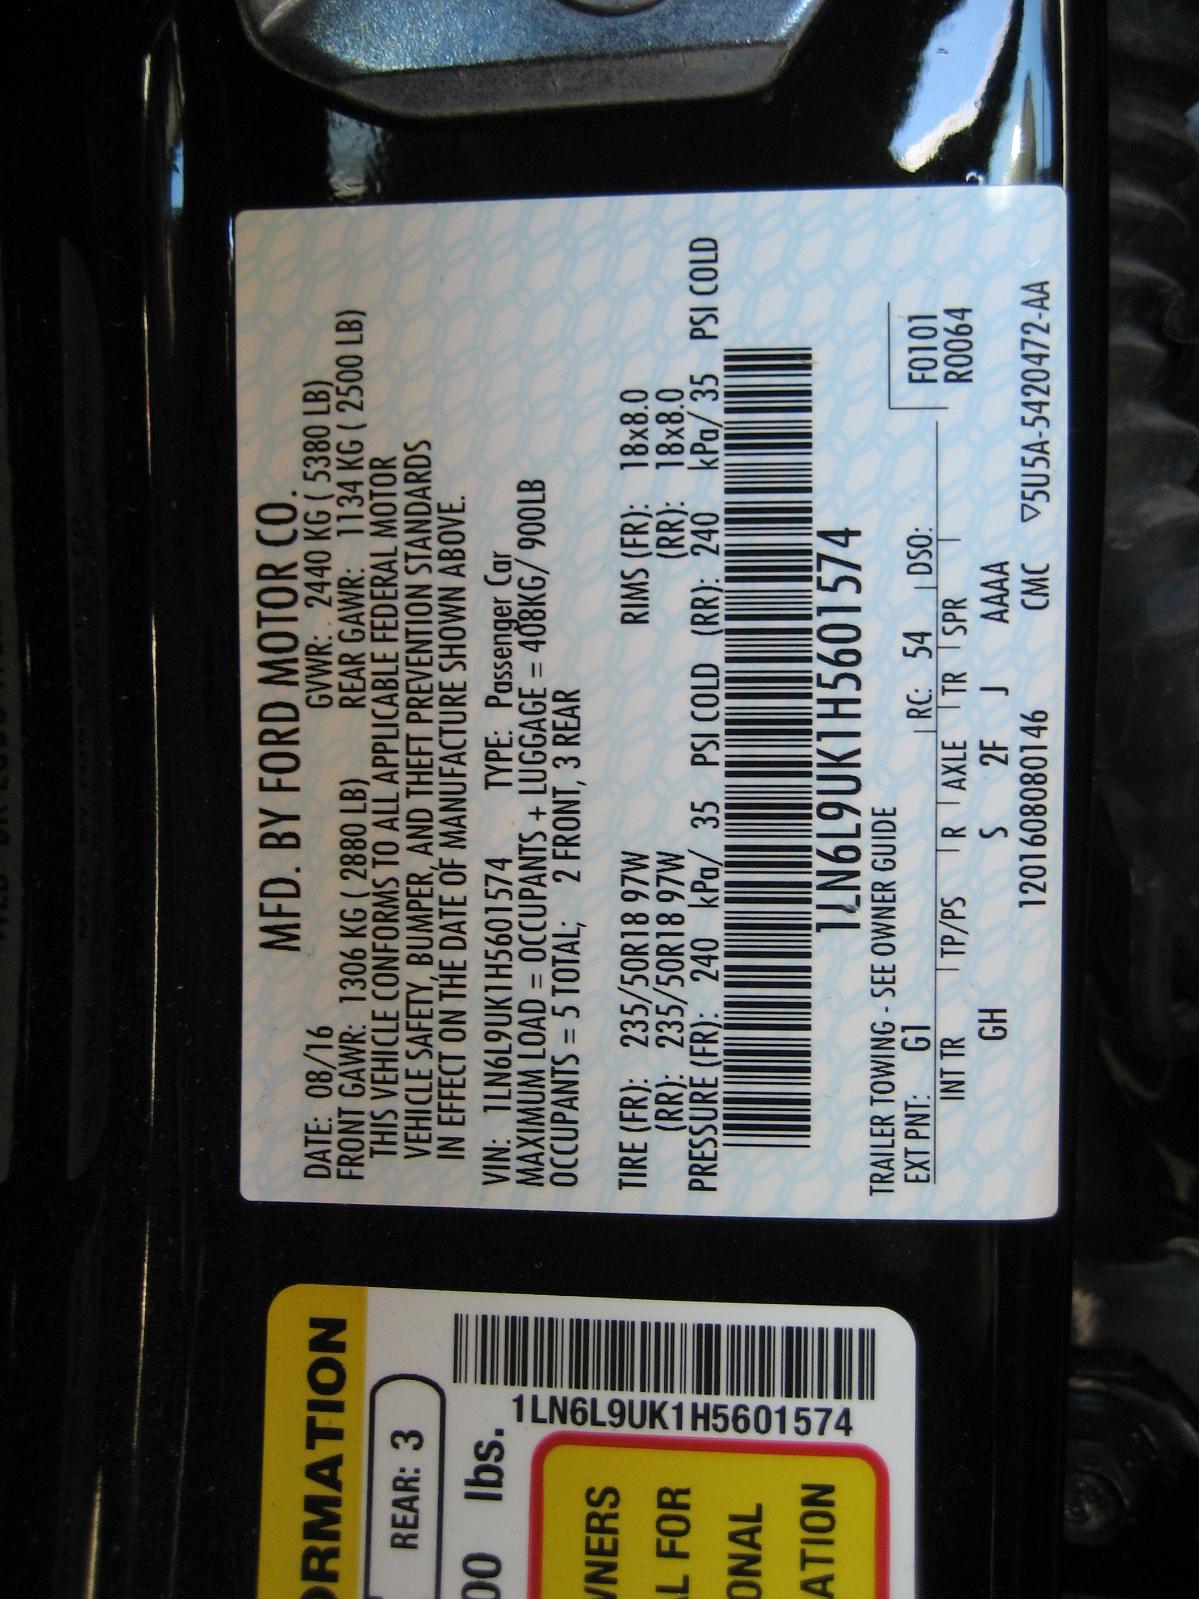 MFD. BY FORD MOTOR CO.
DATE: 08/16 GVWR: 2440 KG ( 5380 LB)
FRONT GAWR: 1306 KG ( 2880 LB) REAR GAWR: 1134 KG ( 2500 LB)
THIS VEHICLE CONFORMS TO ALL APPLICABLE FEDERAL MOTOR
VEHICLE SAFETY, BUMPER, AND THEFT PREVENTION STANDARDS
IN EFFECT ON THE DATE OF MANUFACTURE SHOWN ABOVE.
VIN: 1LN6L9UK1H5601574 TYPE: Passenger Car
MAXIMUM LOAD = OCCUPANTS + LUGGAGE = 408KG/ 900LB
OCCUPANTS = 5 TOTAL; 2 FRONT, 3 REAR
TIRE (FR): 235/50R18 97W RIMS (FR): 18x8.0
(RR): 235/50R18 97W (RR): 18x8.0
PRESSURE (FR): 240 kPa/ 35 PSI COLD (RR): 240 kPa/ 35 PSI COLD
1LN6L9UK1H5601574
TRAILER TOWING - SEE OWNER GUIDE
EXT PNT: G1 RC: 54 DSO: F0101
INT TR TP/PS R AXLE TR SPR R0064
GH S 2F J AAAA
1201608080146 CMC ▽5U5A-5420472-AA
ORMATION
REAR: 3
00 lbs.
1LN6L9UK1H5601574
WNERS
L FOR
ONAL
ATION